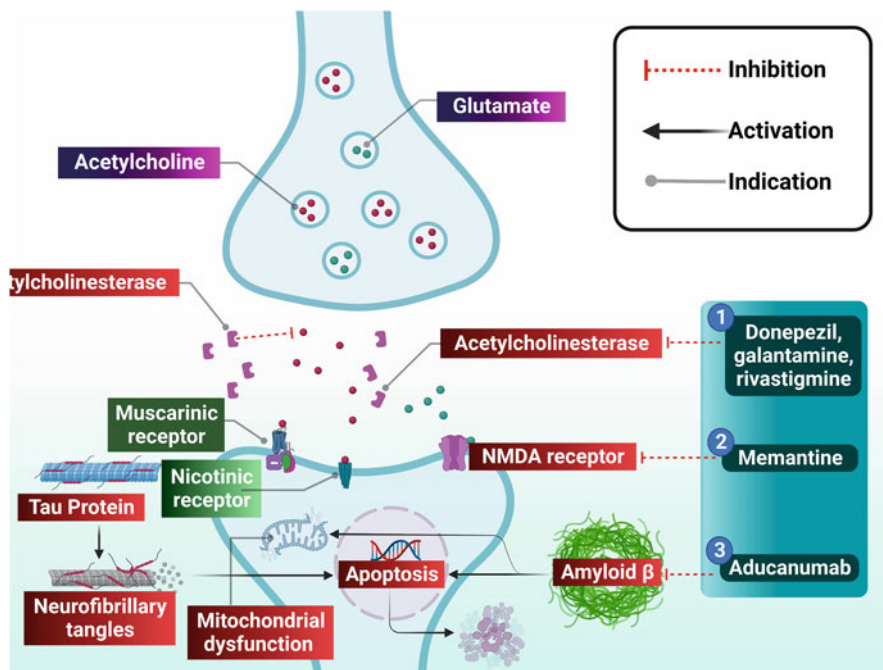 Glutamate
Acetylcholine
Inhibition
Activation
Indication
tylcholinesterase
Acetylcholinesterase
1
Donepezil,
galantamine,
rivastigmine
Muscarinic
receptor
NMDA receptor
2
Memantine
Nicotinic
receptor
Tau Protein
Apoptosis
Amyloid β
3
Aducanumab
Neurofibrillary
tangles
Mitochondrial
dysfunction